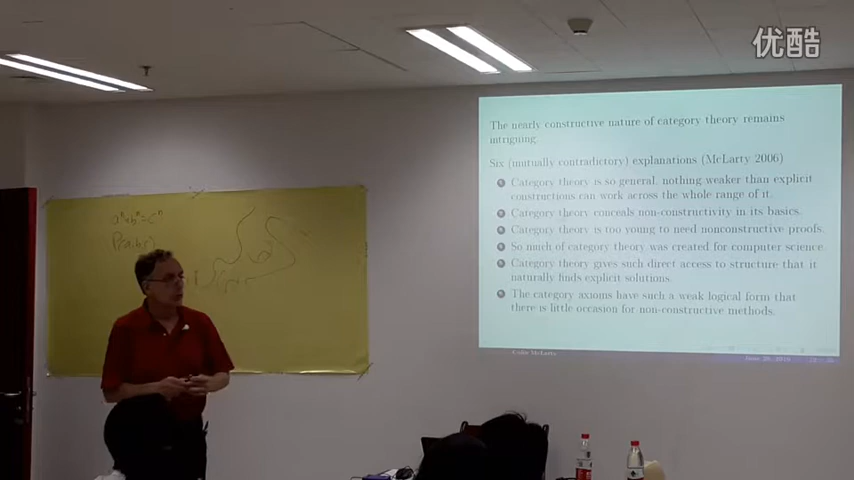 优酷
The nearly constructive nature of category theory remains
intriguing.
Six (mutually contradictory) explanations (McLarty 2006)
Category theory is so general, nothing weaker than explicit
constructions can work across the whole range of it.
Category theory conceals non-constructivity in its basics.
Category theory is too young to need nonconstructive proofs.
So much of category theory was created for computer science
Category theory gives such direct access to structure that it
naturally finds explicit solutions.
The category axioms have such a weak logical form that
there is little occasion for non-constructive methods.
Colin McLarty
aⁿ+bⁿ=cⁿ